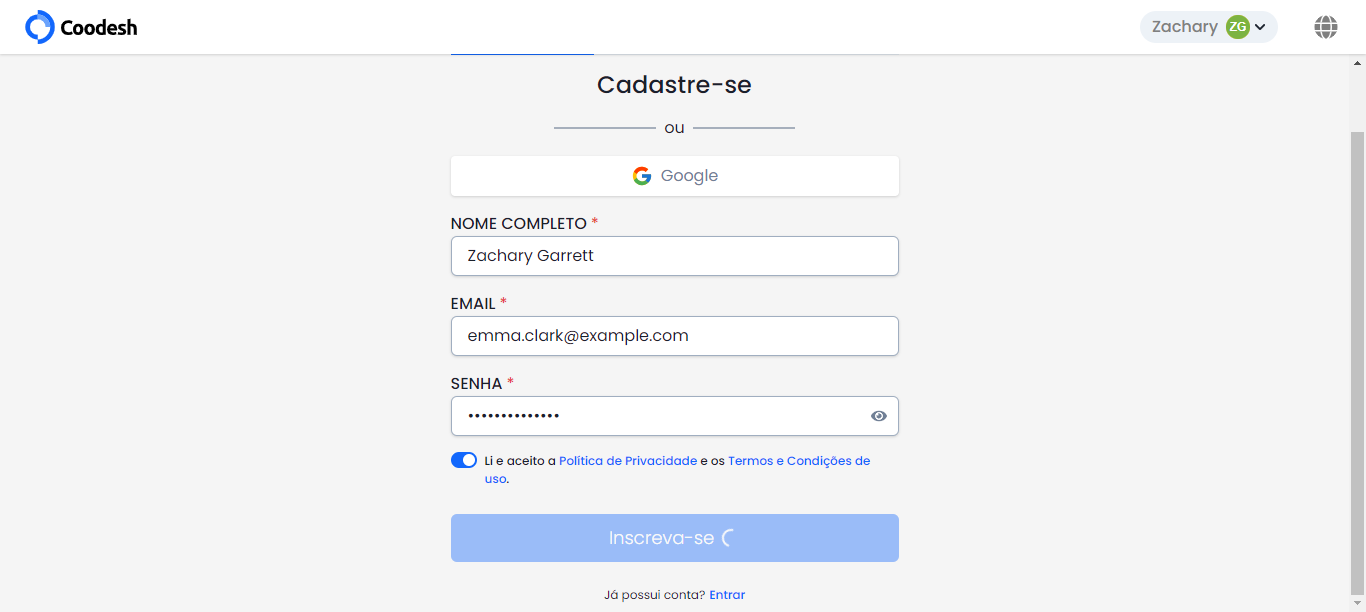 Coodesh
Zachary ZG
Cadastre-se
ou
Google
NOME COMPLETO *
Zachary Garrett
EMAIL *
emma.clark@example.com
SENHA *
••••••••••••••
Li e aceito a Política de Privacidade e os Termos e Condições de
uso.
Inscreva-se
Já possui conta? Entrar